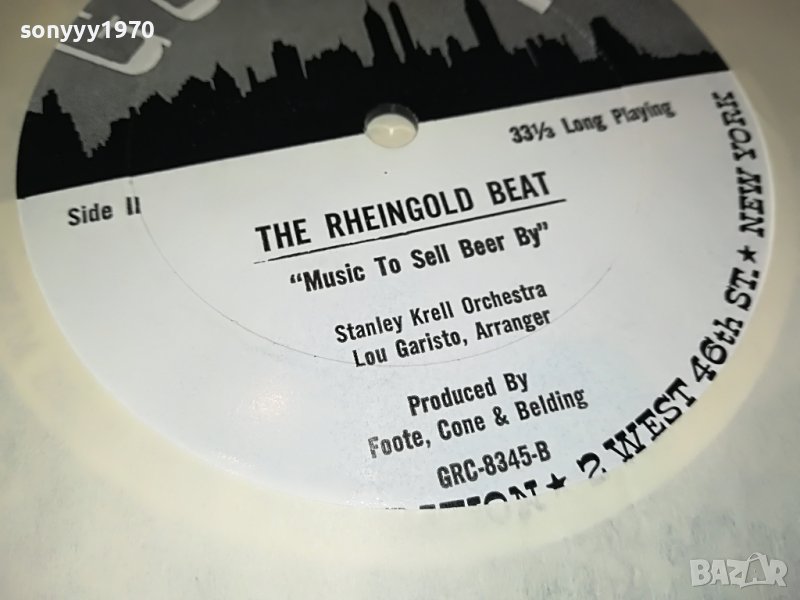 sonyyy1970
33⅓ Long Playing
Side II
THE RHEINGOLD BEAT
“Music To Sell Beer By”
Stanley Krell Orchestra
Lou Garisto, Arranger
Produced By
Foote, Cone & Belding
GRC-8345-B
★ 2 WEST 46th ST. ★ NEW YORK
BAZAR